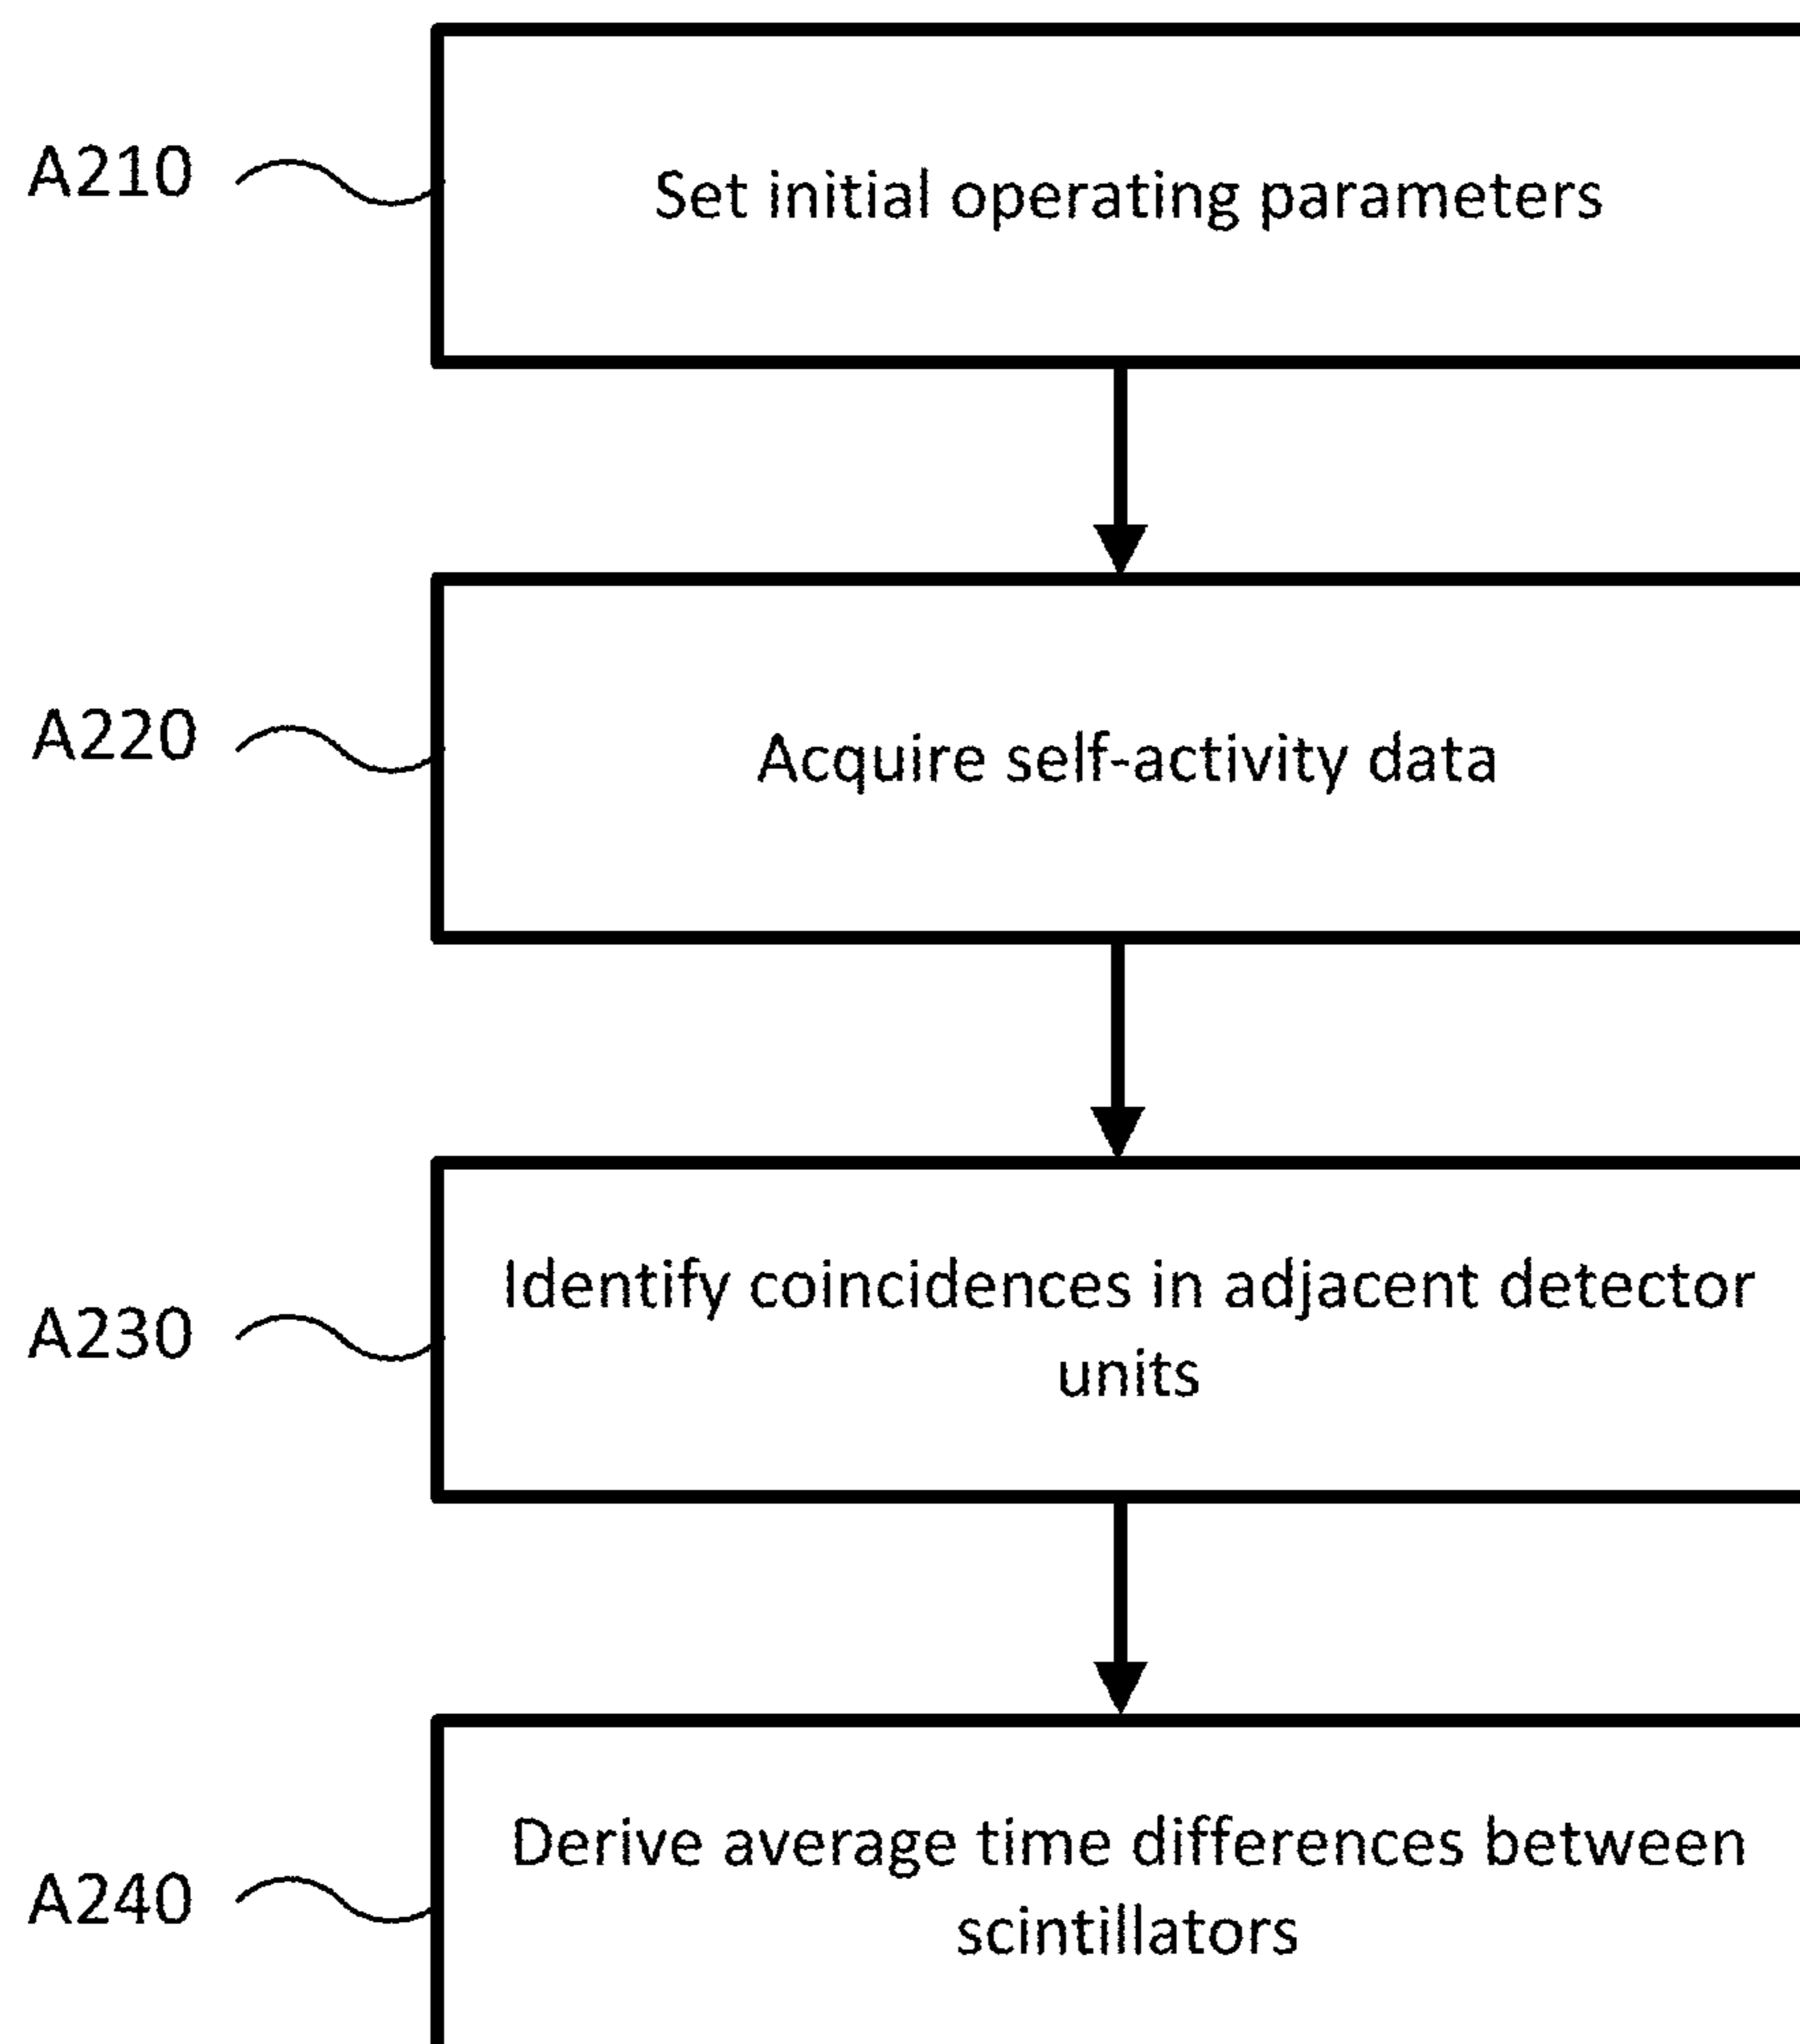 A210
Set initial operating parameters
A220
Acquire self-activity data
A230
Identify coincidences in adjacent detector
units
A240
Derive average time differences between
scintillators